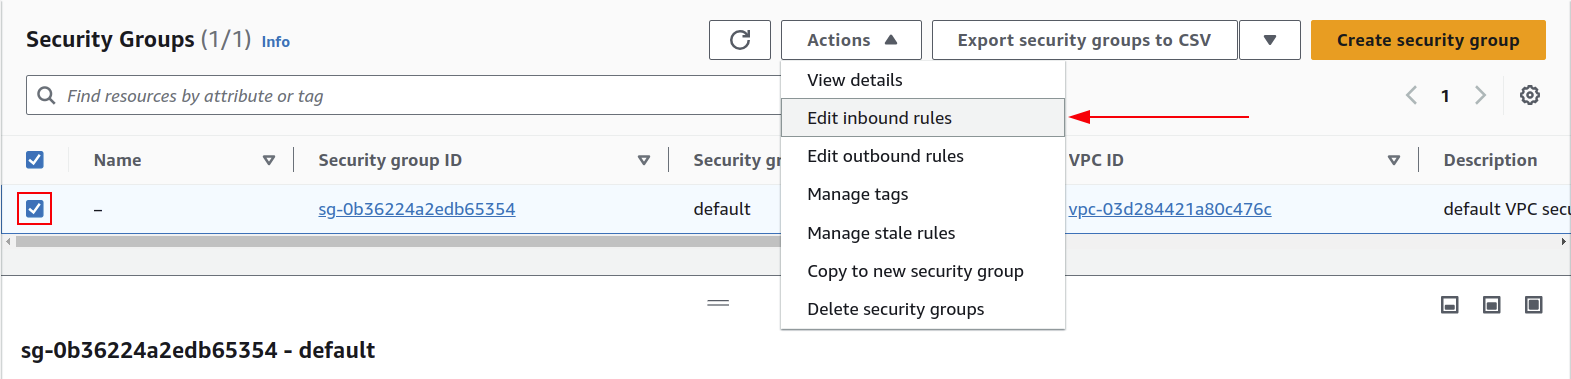 Security Groups (1/1) Info
Actions
Export security groups to CSV
Create security group
Find resources by attribute or tag
1
View details
Edit inbound rules
Edit outbound rules
Manage tags
Manage stale rules
Copy to new security group
Delete security groups
Name
Security group ID
Security gr
VPC ID
Description
–
sg-0b36224a2edb65354
default
vpc-03d284421a80c476c
default VPC secu
sg-0b36224a2edb65354 - default